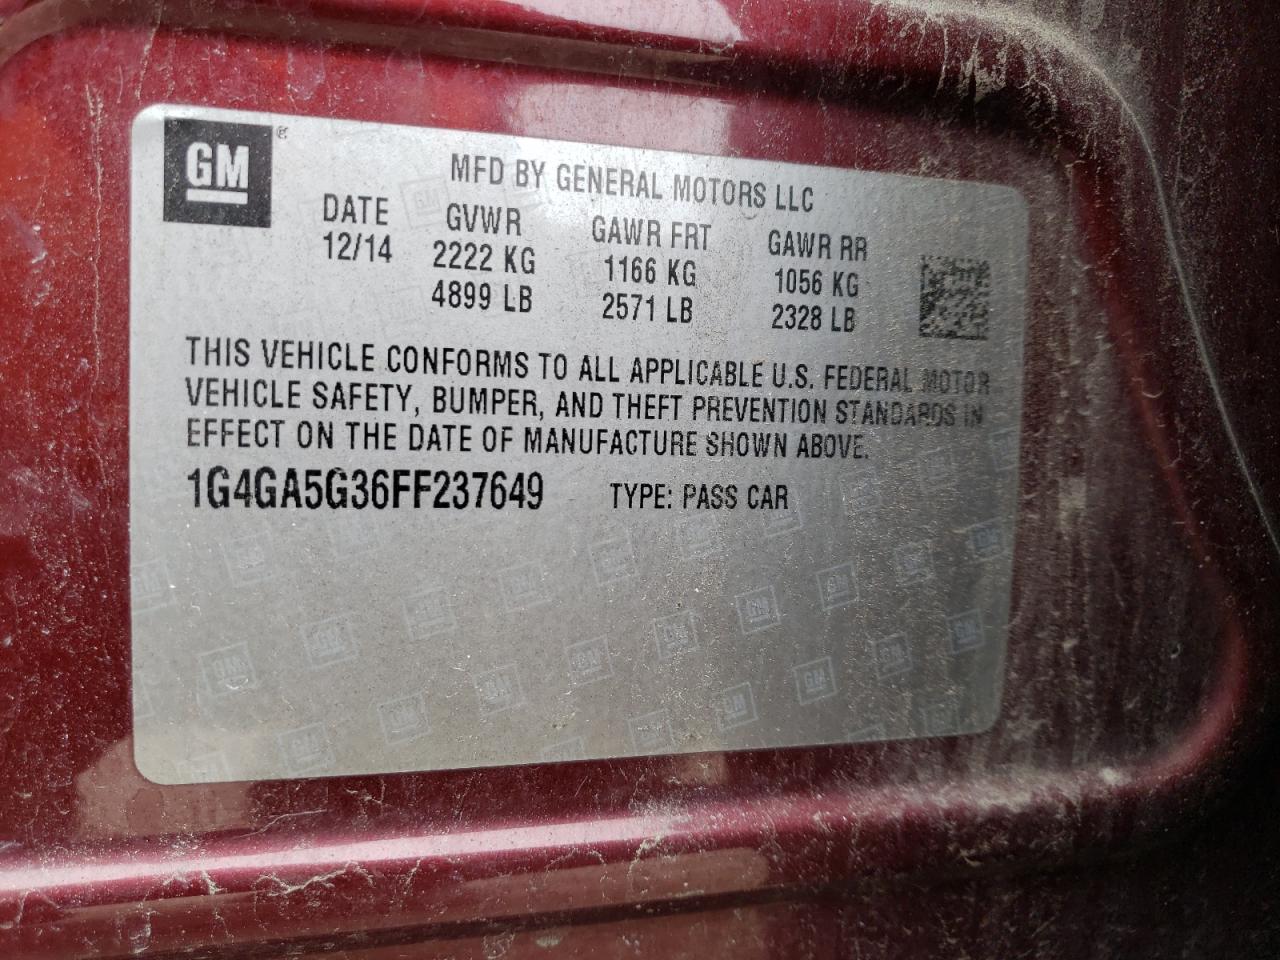 GM ®
MFD BY GENERAL MOTORS LLC
DATE GVWR GAWR FRT GAWR RR
12/14 2222 KG 1166 KG 1056 KG
4899 LB 2571 LB 2328 LB
THIS VEHICLE CONFORMS TO ALL APPLICABLE U.S. FEDERAL MOTOR
VEHICLE SAFETY, BUMPER, AND THEFT PREVENTION STANDARDS IN
EFFECT ON THE DATE OF MANUFACTURE SHOWN ABOVE.
1G4GA5G36FF237649 TYPE: PASS CAR